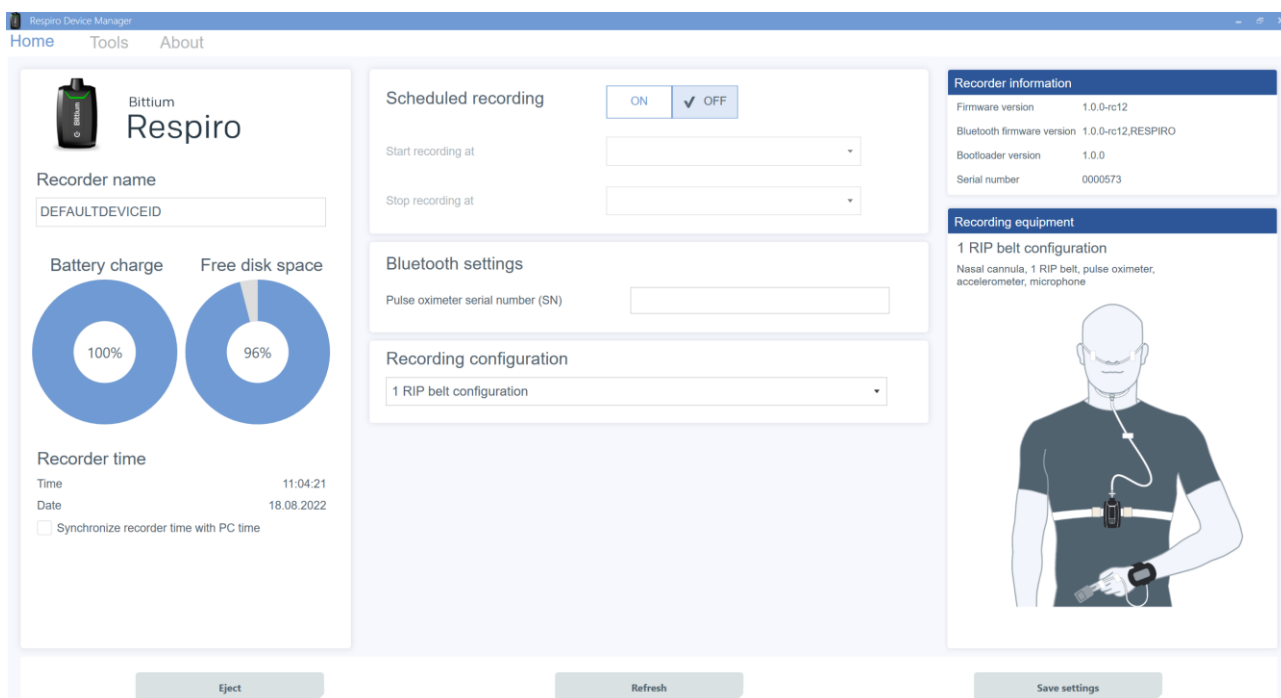 Respiro Device Manager
Home Tools About
Bittium
Respiro
Bittium
Recorder name
DEFAULTDEVICEID
Battery charge Free disk space
100% 96%
Recorder time
Time 11:04:21
Date 18.08.2022
Synchronize recorder time with PC time
Scheduled recording ON OFF
Start recording at
Stop recording at
Bluetooth settings
Pulse oximeter serial number (SN)
Recording configuration
1 RIP belt configuration
Recorder information
Firmware version 1.0.0-rc12
Bluetooth firmware version 1.0.0-rc12,RESPIRO
Bootloader version 1.0.0
Serial number 0000573
Recording equipment
1 RIP belt configuration
Nasal cannula, 1 RIP belt, pulse oximeter,
accelerometer, microphone
Eject Refresh Save settings